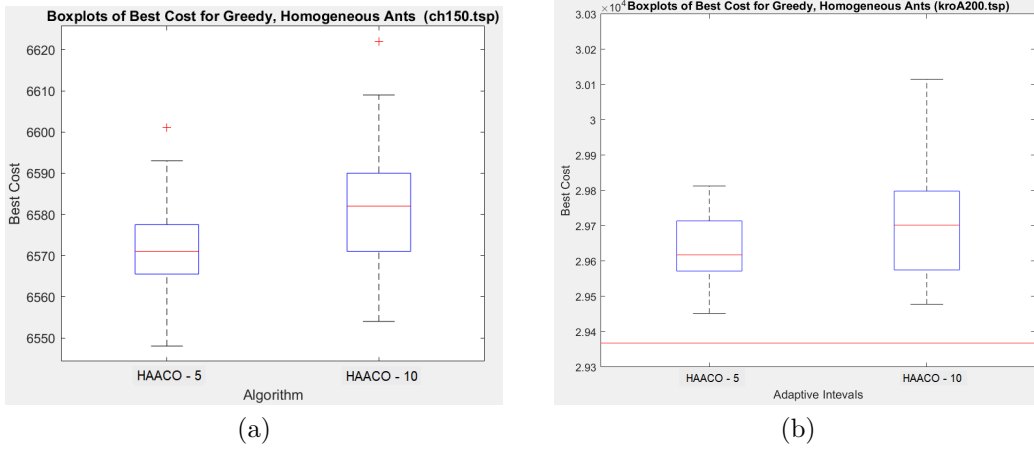 Boxplots of Best Cost for Greedy, Homogeneous Ants (ch150.tsp)
6620
6610
6600
6590
6580
6570
6560
6550
Best Cost
HAACO - 5
HAACO - 10
Algorithm
(a)
×10⁴
Boxplots of Best Cost for Greedy, Homogeneous Ants (kroA200.tsp)
3.03
3.02
3.01
3
2.99
2.98
2.97
2.96
2.95
2.94
2.93
Best Cost
HAACO - 5
HAACO - 10
Adaptive Intevals
(b)